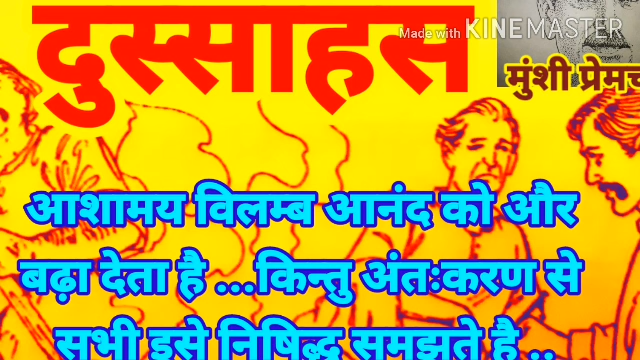 दुस्साहस
Made with KINEMASTER
मुंशी प्रेमच
आशामय विलम्ब आनंद को और
बढ़ा देता है ...किन्तु अंतःकरण से
सभी इसे निषिद्ध समझते है ..